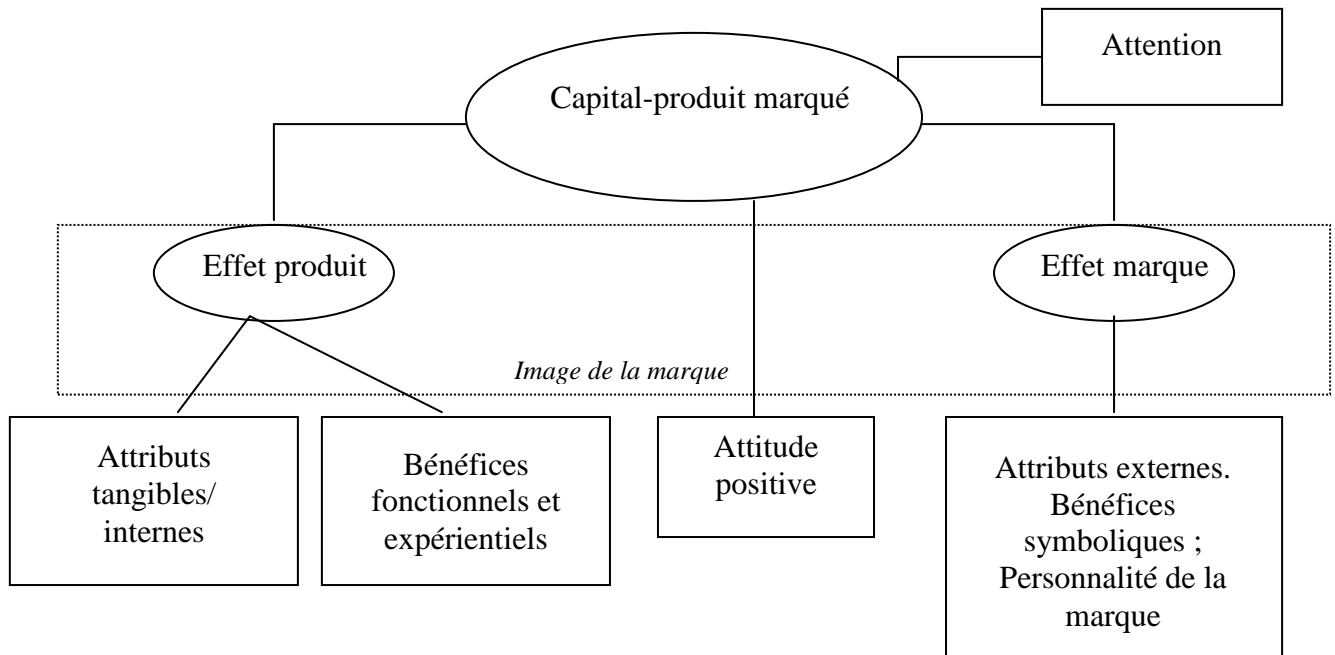 Attention
Capital-produit marqué
Effet produit
Effet marque
Image de la marque
Attributs
tangibles/
internes
Bénéfices
fonctionnels et
expérientiels
Attitude
positive
Attributs externes.
Bénéfices
symboliques ;
Personnalité de la
marque